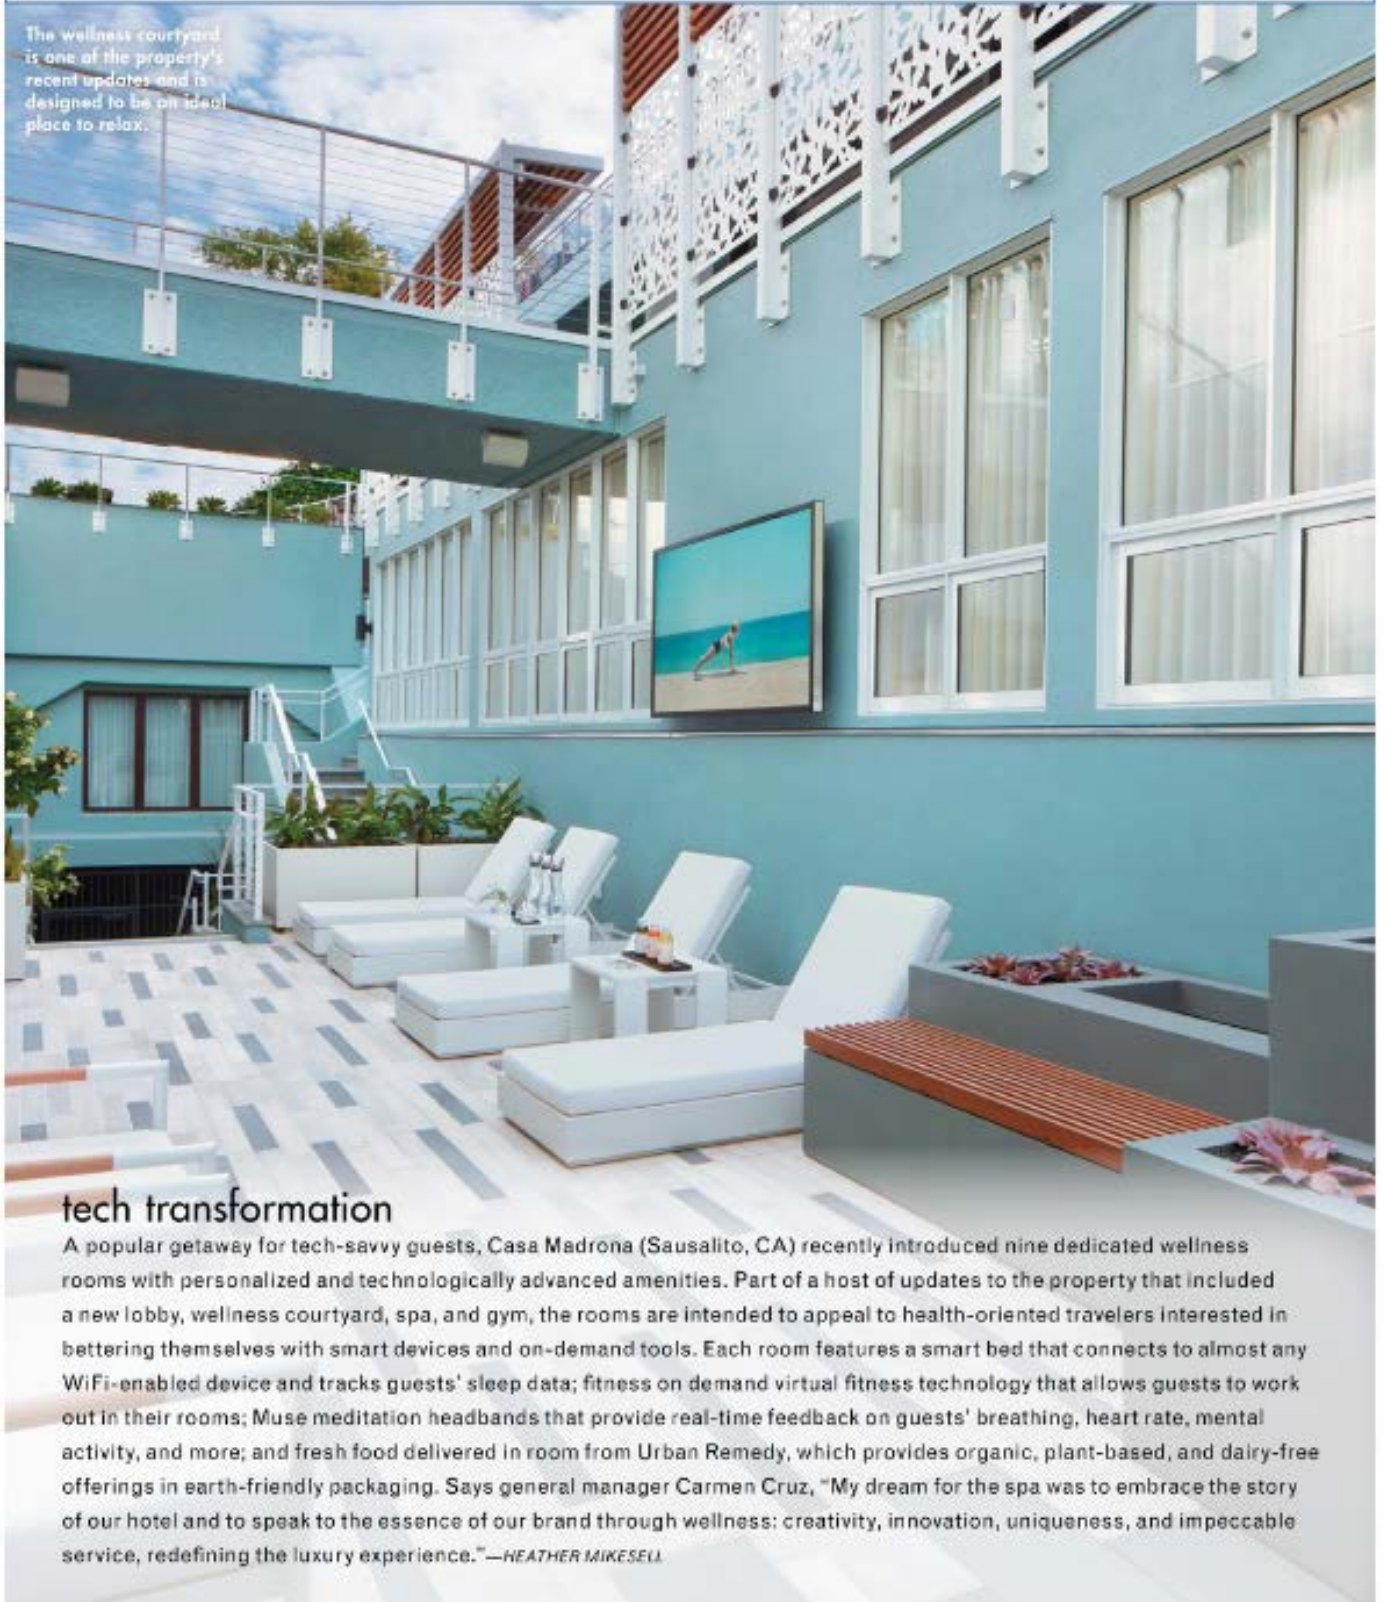 The wellness courtyard
is one of the property's
recent updates and is
designed to be an ideal
place to relax.
tech transformation
A popular getaway for tech-savvy guests, Casa Madrona (Sausalito, CA) recently introduced nine dedicated wellness
rooms with personalized and technologically advanced amenities. Part of a host of updates to the property that included
a new lobby, wellness courtyard, spa, and gym, the rooms are intended to appeal to health-oriented travelers interested in
bettering themselves with smart devices and on-demand tools. Each room features a smart bed that connects to almost any
WiFi-enabled device and tracks guests' sleep data; fitness on demand virtual fitness technology that allows guests to work
out in their rooms; Muse meditation headbands that provide real-time feedback on guests' breathing, heart rate, mental
activity, and more; and fresh food delivered in room from Urban Remedy, which provides organic, plant-based, and dairy-free
offerings in earth-friendly packaging. Says general manager Carmen Cruz, "My dream for the spa was to embrace the story
of our hotel and to speak to the essence of our brand through wellness: creativity, innovation, uniqueness, and impeccable
service, redefining the luxury experience."—HEATHER MIKESELL